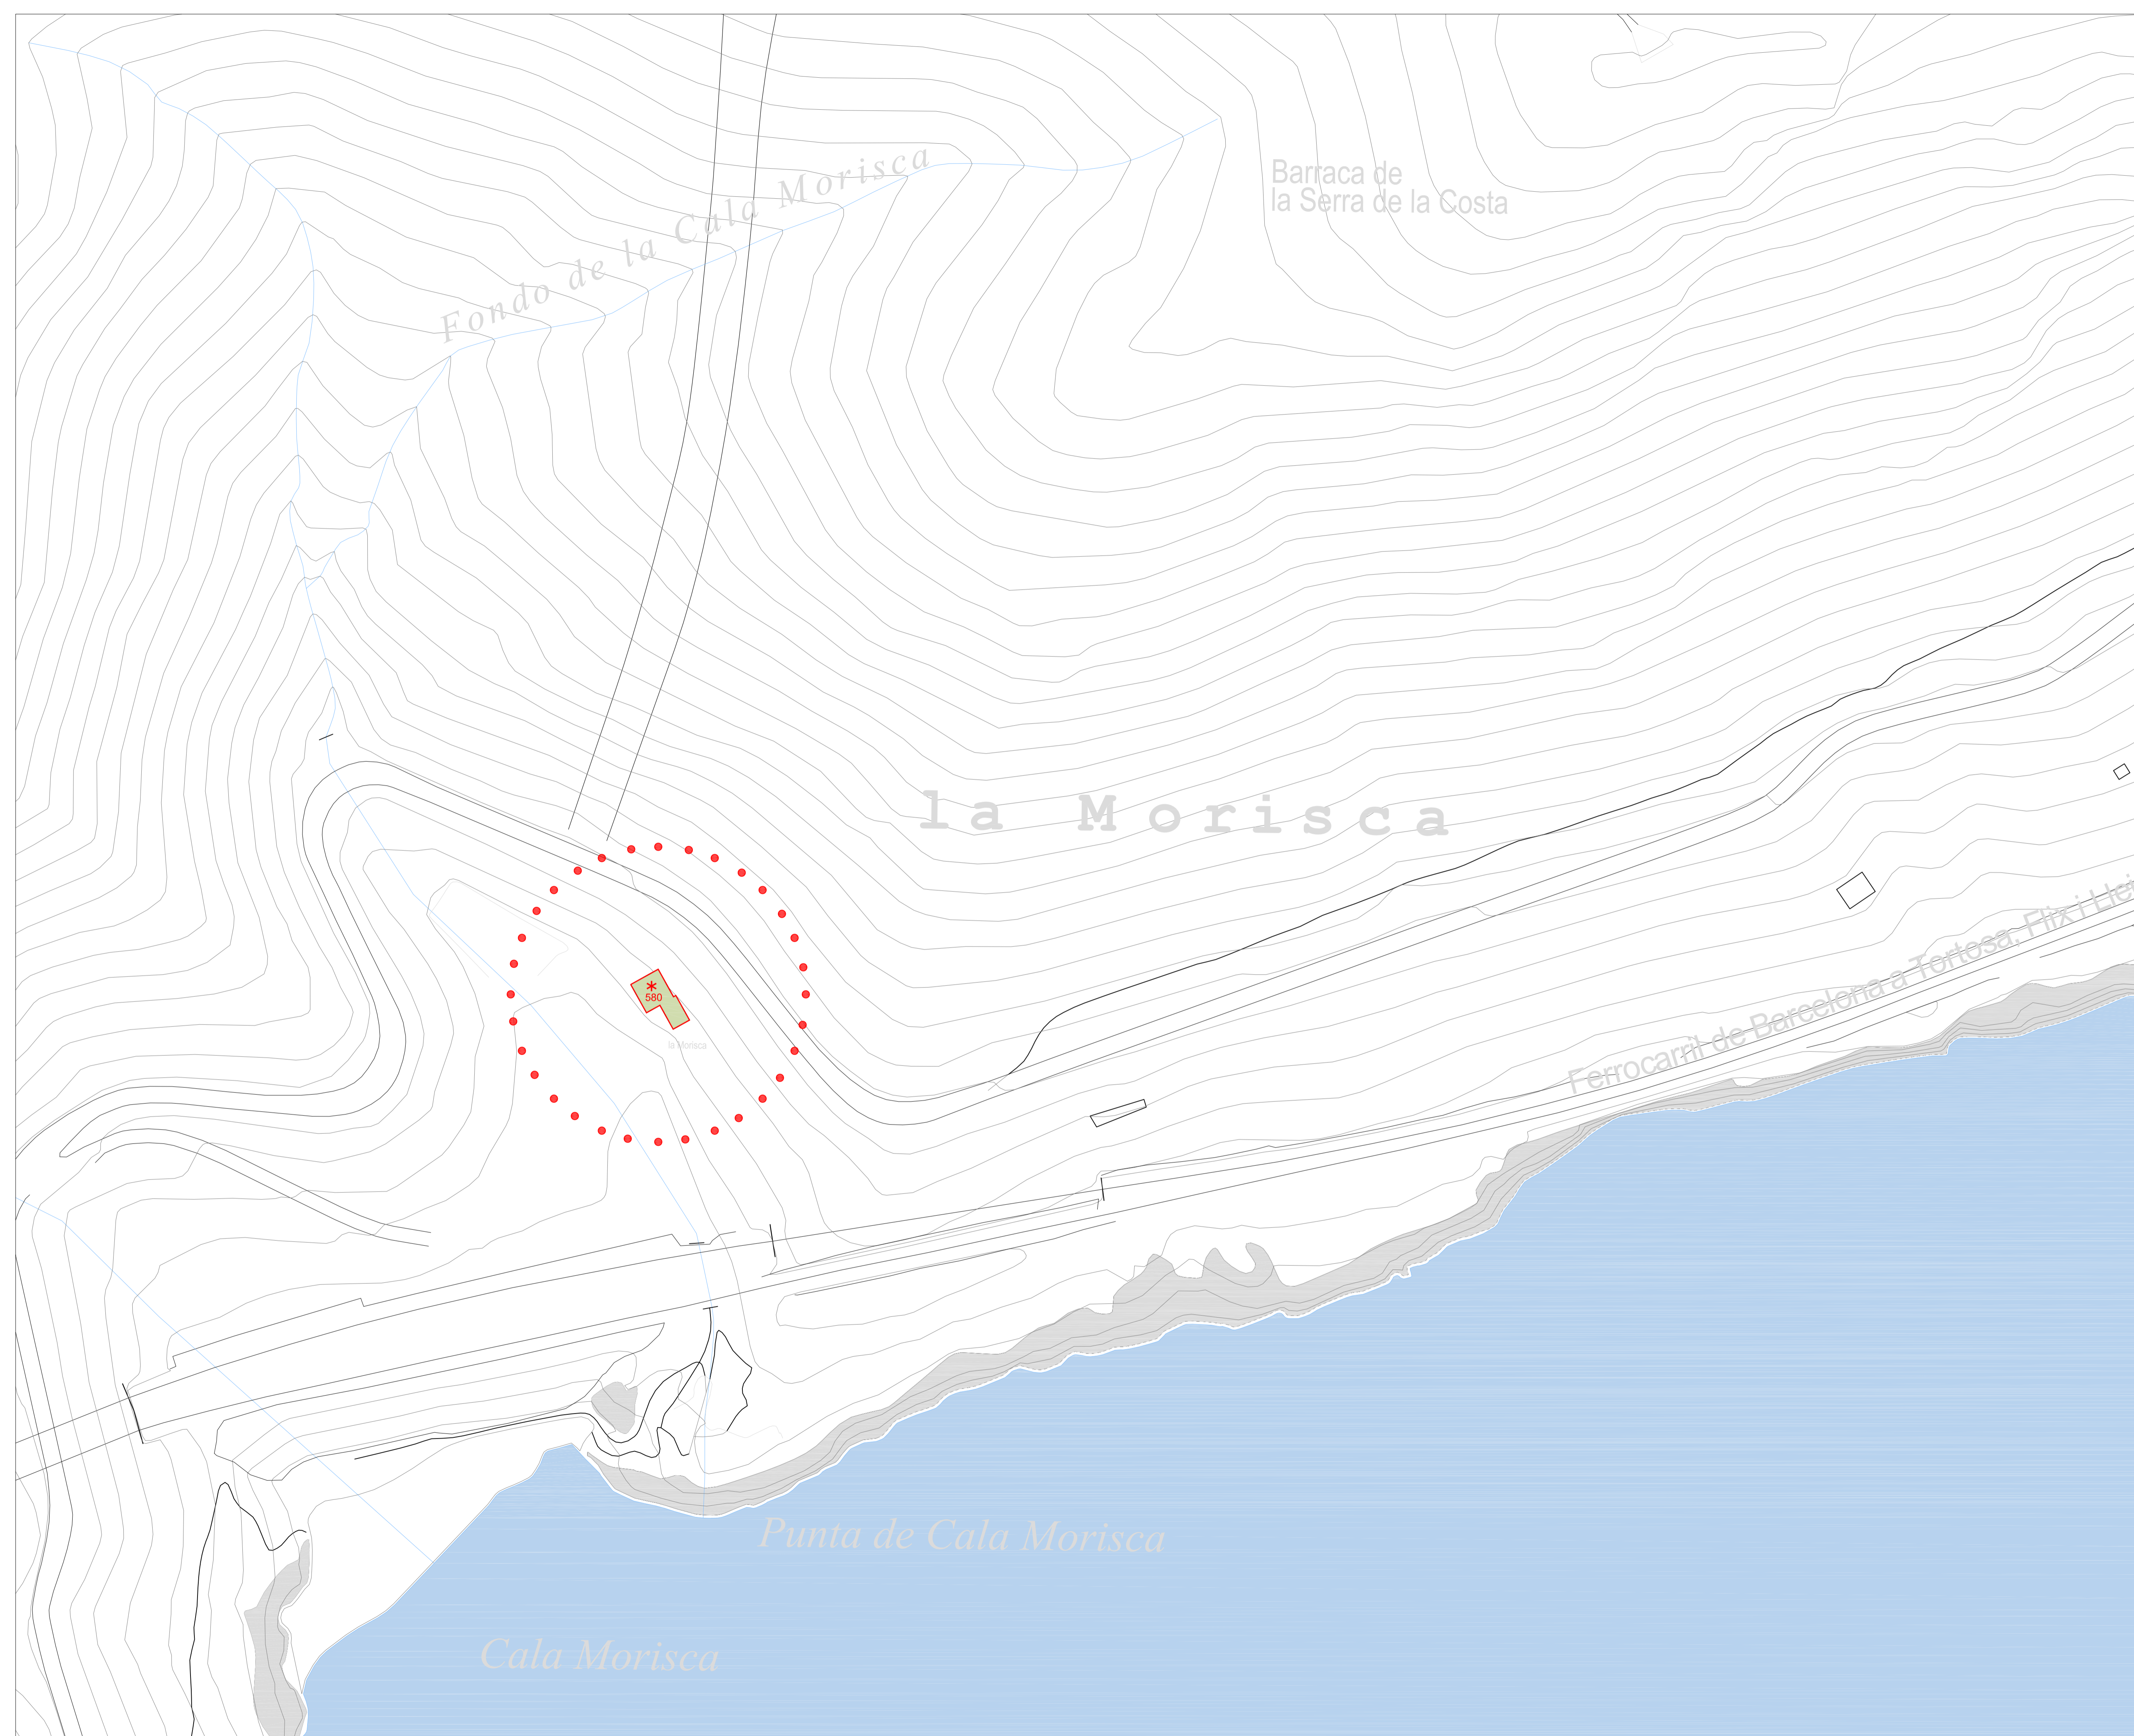 Fondo de la Cala Morisca
Barraca de
la Serra de la Costa
la Morisca
Ferrocarril de Barcelona a Tortosa, Flix i Llei
*
580
la Morisca
Punta de Cala Morisca
Cala Morisca